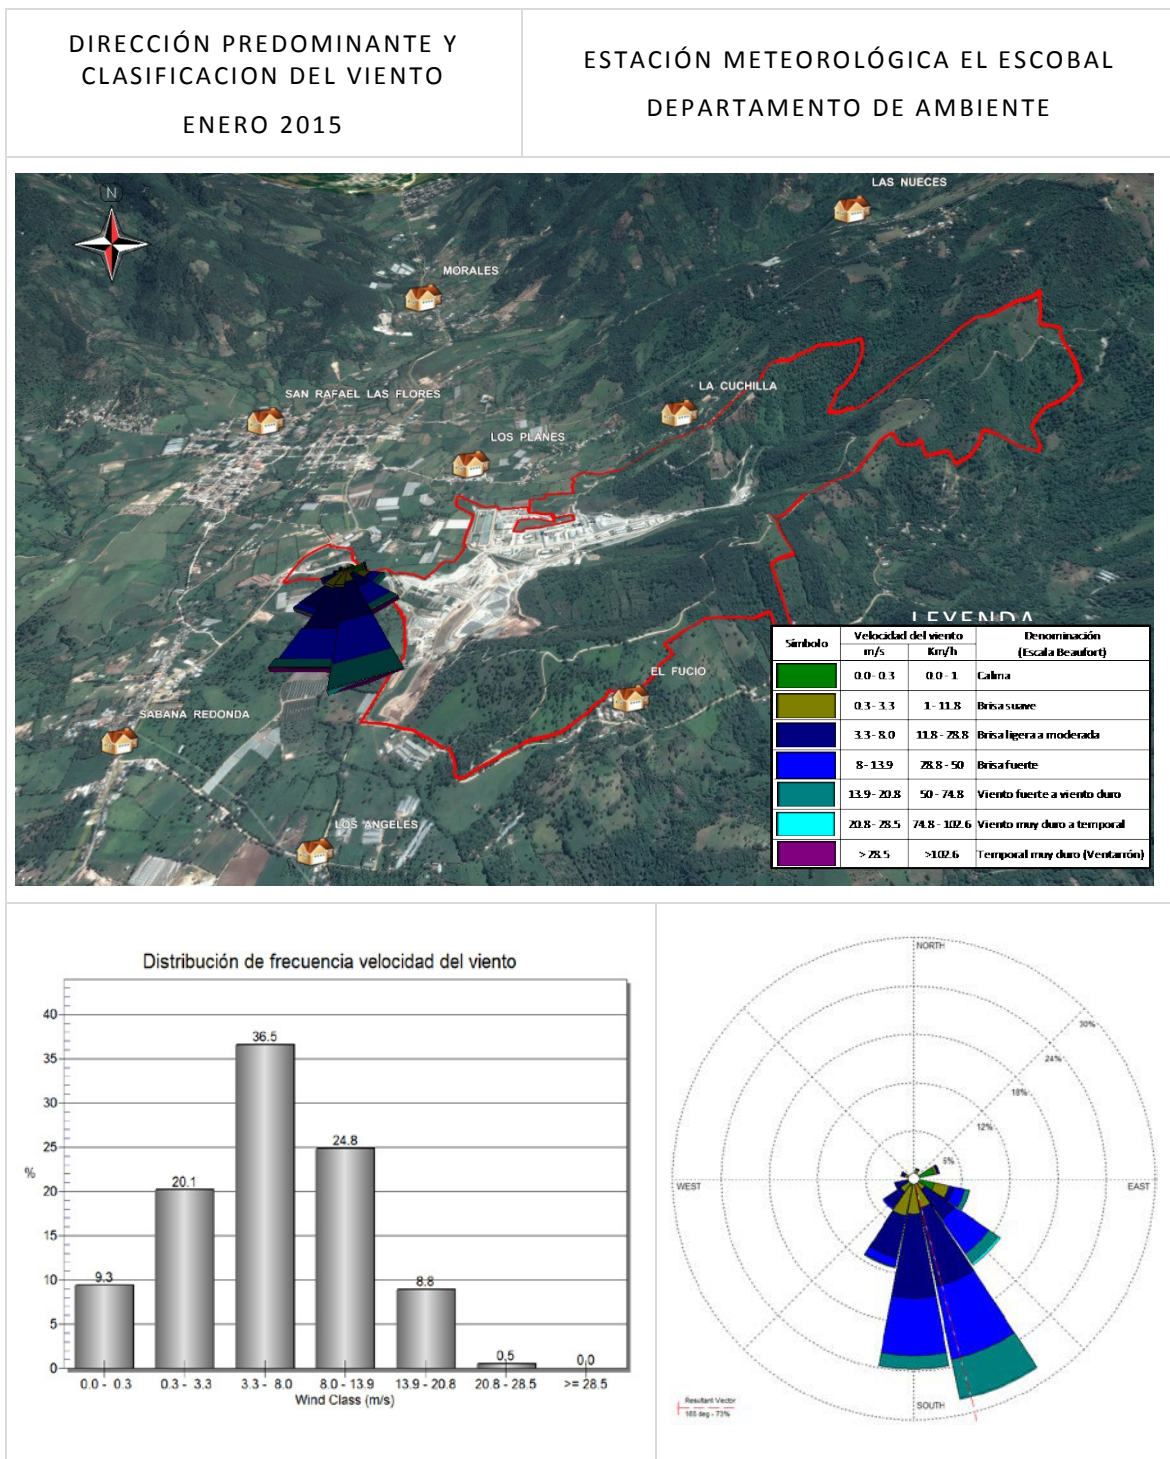 DIRECCIÓN PREDOMINANTE Y
CLASIFICACION DEL VIENTO
ENERO 2015
ESTACIÓN METEOROLÓGICA EL ESCOBAL
DEPARTAMENTO DE AMBIENTE
N
LAS NUECES
MORALES
LA CUCHILLA
SAN RAFAEL LAS FLORES
LOS PLANES
EL FUCIO
SABANA REDONDA
LOS ANGELES
LEYENDA
Símbolo Velocidad del viento Denominación
m/s Km/h (Escala Beaufort)
0.0 - 0.3 0.0 - 1 Calma
0.3 - 3.3 1 - 11.8 Brisa suave
3.3 - 8.0 11.8 - 28.8 Brisa ligera a moderada
8 - 13.9 28.8 - 50 Brisa fuerte
13.9 - 20.8 50 - 74.8 Viento fuerte a viento duro
20.8 - 28.5 74.8 - 102.6 Viento muy duro a temporal
> 28.5 >102.6 Temporal muy duro (Ventarrón)
Distribución de frecuencia velocidad del viento
%
40
35
30
25
20
15
10
5
0
9.3
20.1
36.5
24.8
8.8
0.5
0.0
0.0 - 0.3 0.3 - 3.3 3.3 - 8.0 8.0 - 13.9 13.9 - 20.8 20.8 - 28.5 >= 28.5
Wind Class (m/s)
NORTH
30%
24%
18%
12%
6%
WEST
EAST
SOUTH
Resultant Vector
165 deg - 73%